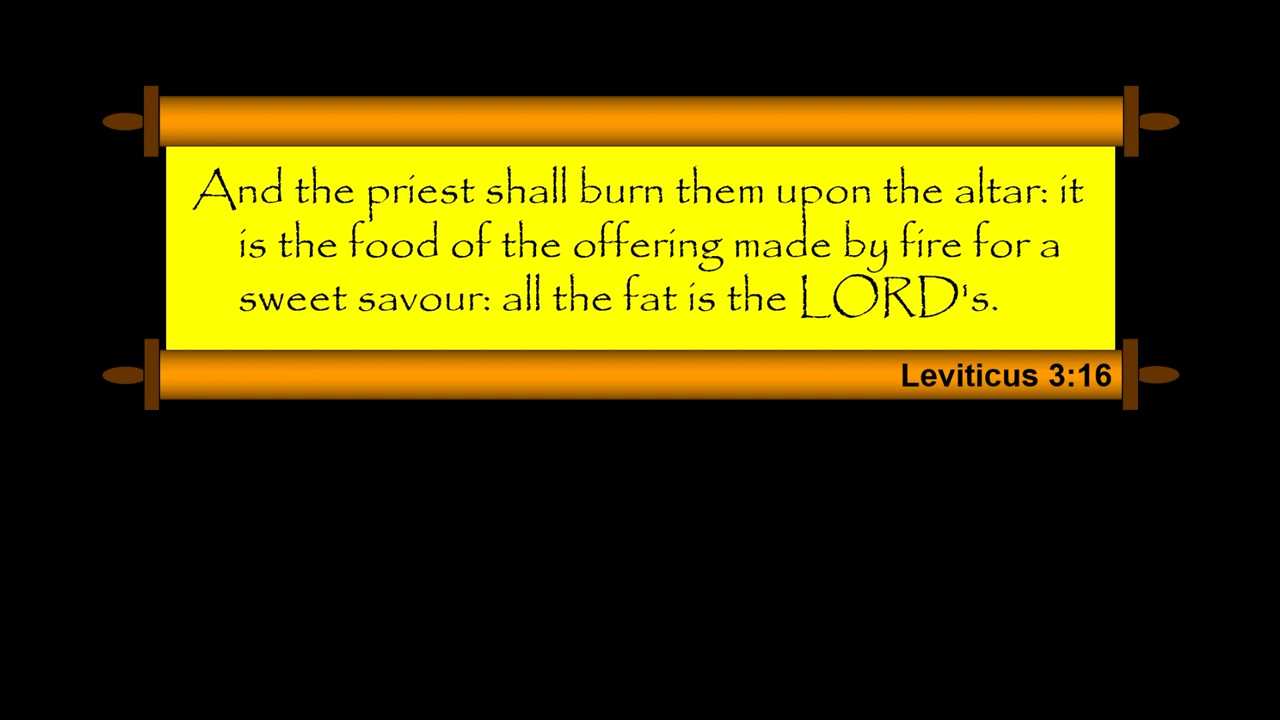 And the priest shall burn them upon the altar: it
is the food of the offering made by fire for a
sweet savour: all the fat is the LORD's.
Leviticus 3:16